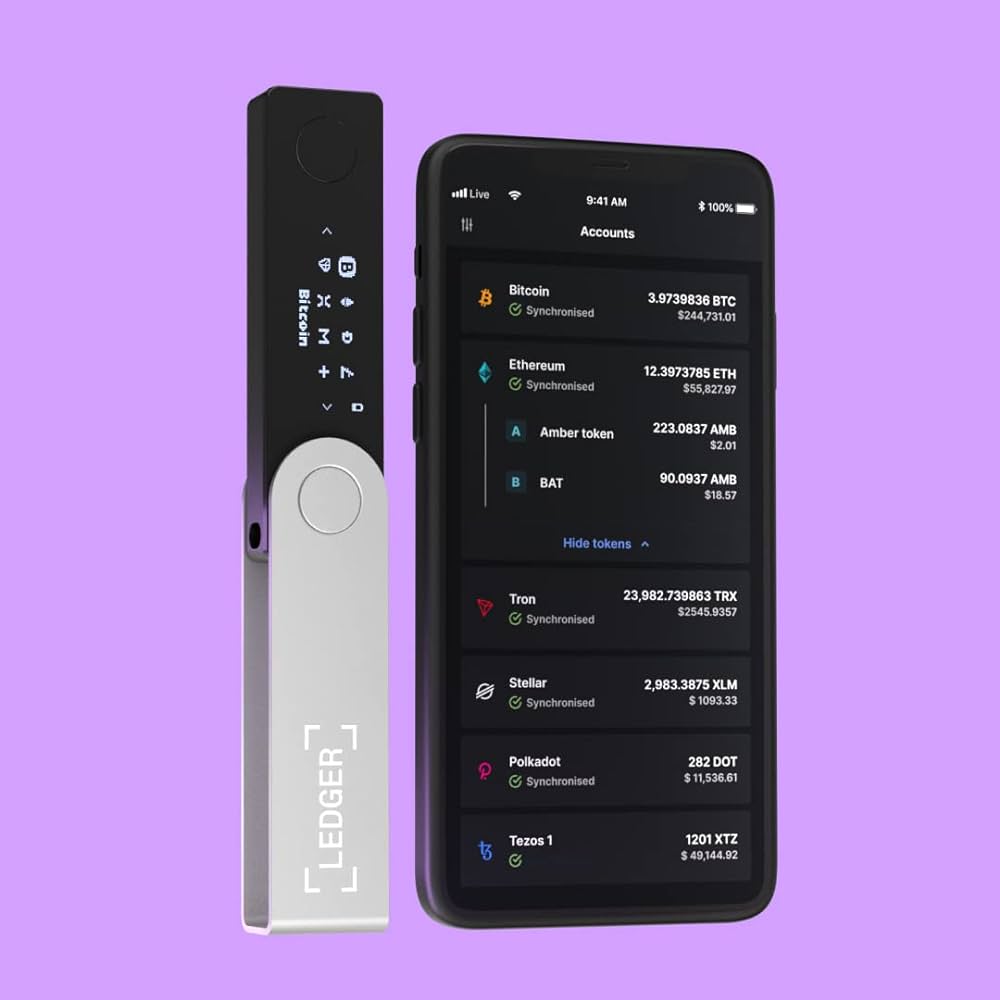 Bitcoin
LEDGER
Live
9:41 AM
100%
Accounts
Bitcoin
3.9739836 BTC
Synchronised
$244,731.01
Ethereum
12.3973785 ETH
Synchronised
$55,827.97
A
Amber token
223.0837 AMB
$2.01
B
BAT
90.0937 AMB
$18.57
Hide tokens
Tron
23,982.739863 TRX
Synchronised
$2545.9357
Stellar
2,983.3875 XLM
Synchronised
$ 1093.33
Polkadot
282 DOT
Synchronised
$ 11,536.61
Tezos 1
1201 XTZ
$ 49,144.92